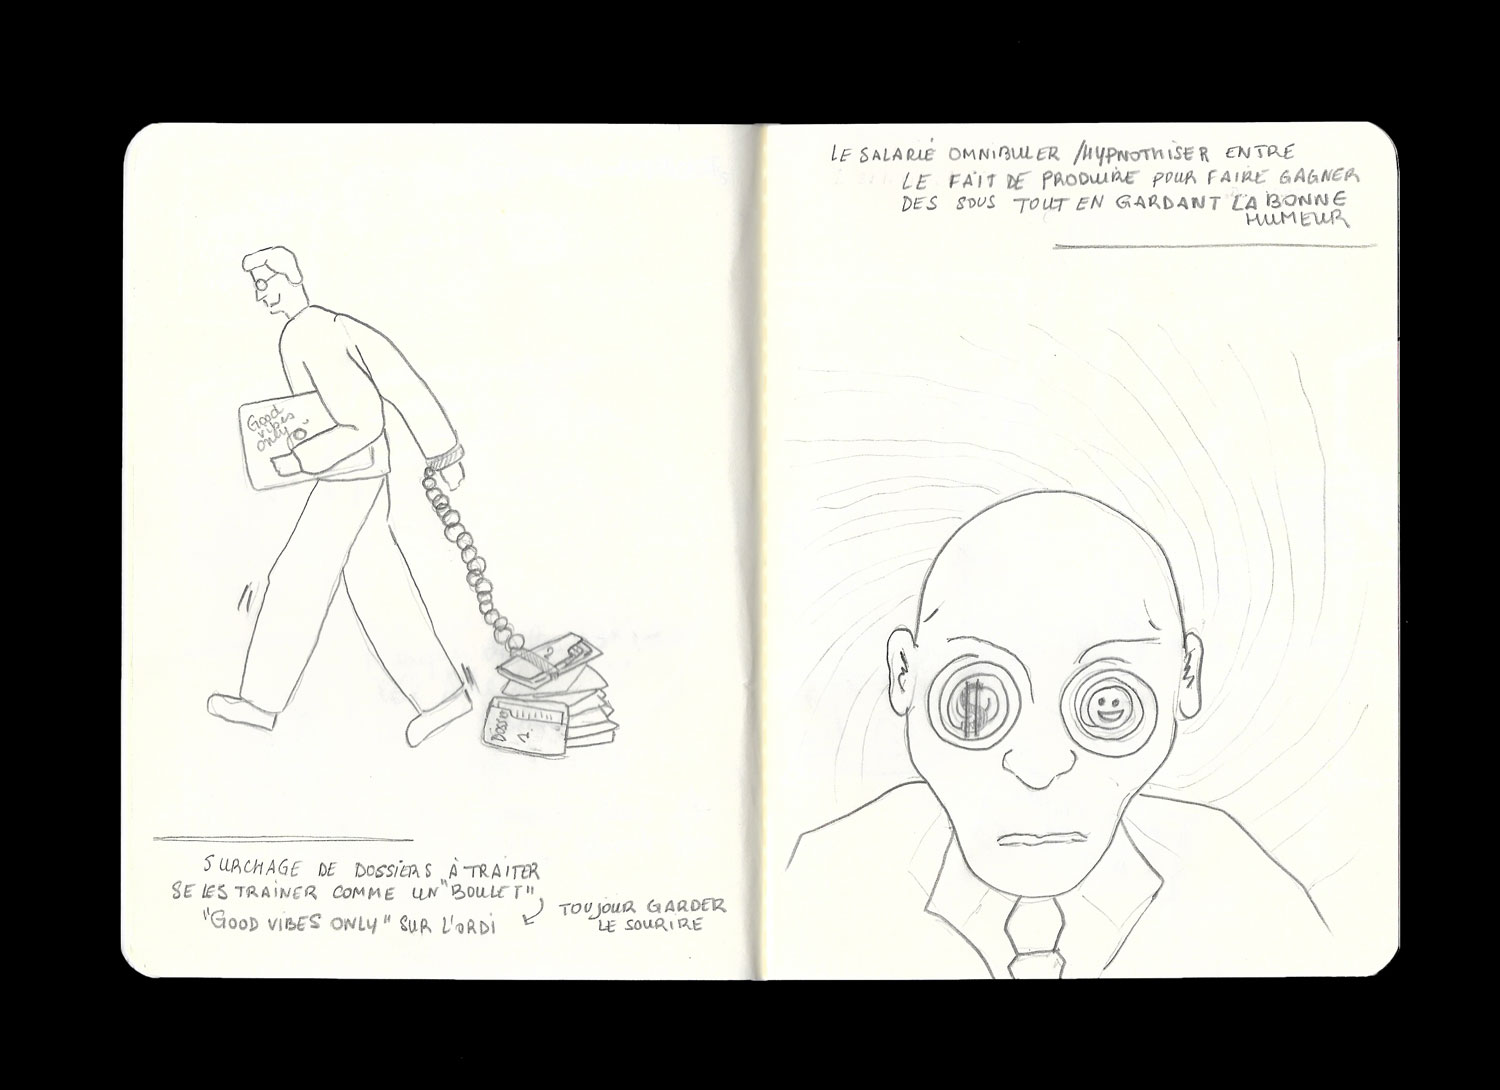 Good
vibes
only
Dossier
1.
2
$
SURCHAGE DE DOSSIERS À TRAITER
SE LES TRAINER COMME UN "BOULET"
"GOOD VIBES ONLY" SUR L'ORDI
TOUJOUR GARDER
LE SOURIRE
LE SALARIÉ OMNIBULER /HYPNOTHISER ENTRE
LE FAIT DE PRODUIRE POUR FAIRE GAGNER
DES SOUS TOUT EN GARDANT LA BONNE
HUMEUR